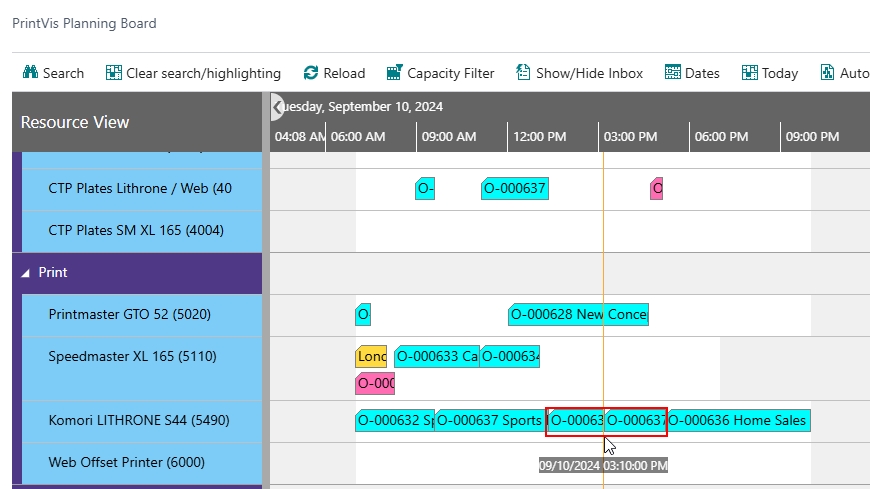 PrintVis Planning Board
Search Clear search/highlighting Reload Capacity Filter Show/Hide Inbox Dates Today Auto
Resource View
uesday, September 10, 2024
04:08 AM 06:00 AM 09:00 AM 12:00 PM 03:00 PM 06:00 PM 09:00 PM
CTP Plates Lithrone / Web (40 O- O-000637 O
CTP Plates SM XL 165 (4004)
Print
Printmaster GTO 52 (5020) O- O-000628 New Conce
Speedmaster XL 165 (5110) Lond O-000633 Ca O-000634
O-000
Komori LITHRONE S44 (5490) O-000632 Sp O-000637 Sports O-00063 O-000637 O-000636 Home Sales
Web Offset Printer (6000) 09/10/2024 03:10:00 PM